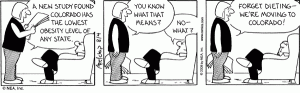 A NEW STUDY FOUND
COLORADO HAS
THE LOWEST
OBESITY LEVEL OF
ANY STATE.
YOU KNOW
WHAT THAT
MEANS?
NO—
WHAT?
FORGET DIETING—
WE'RE MOVING TO
COLORADO!
© NEA, Inc.